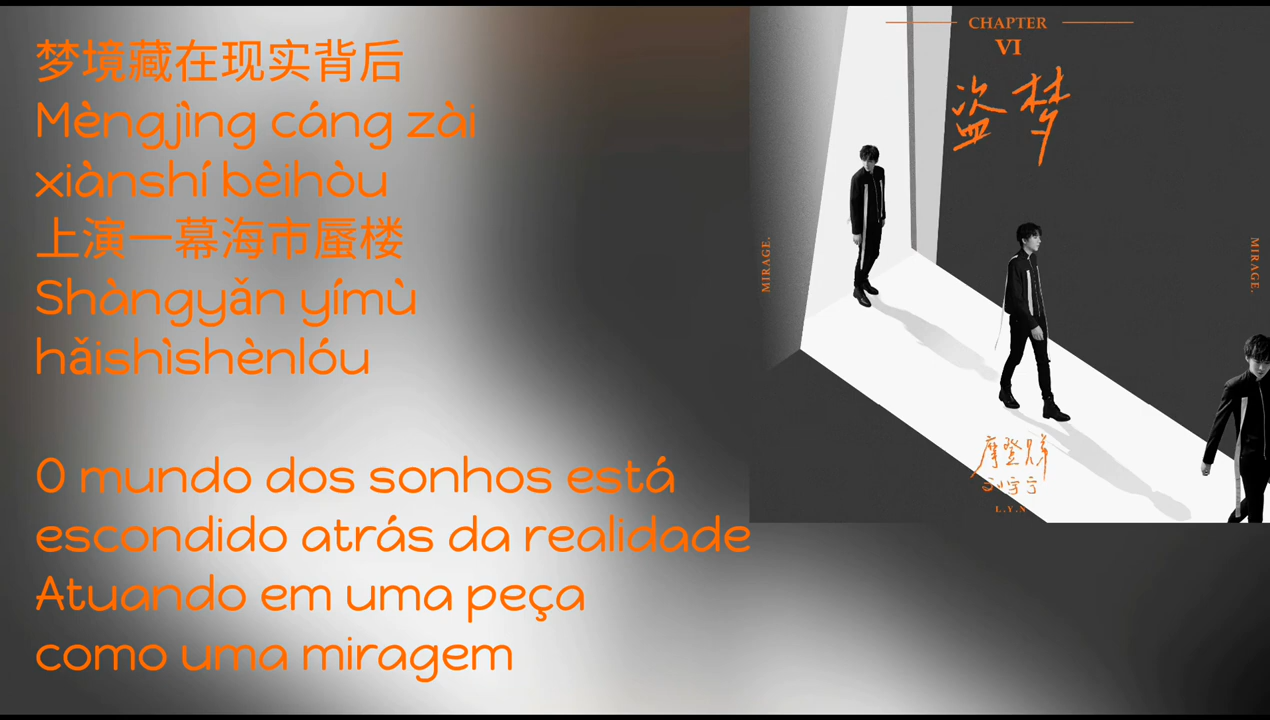 梦境藏在现实背后
Mèngjìng cáng zài
xiànshí bèihòu
上演一幕海市蜃楼
Shàngyǎn yímù
hǎishìshènlóu
O mundo dos sonhos está
escondido atrás da realidade
Atuando em uma peça
como uma miragem
CHAPTER
VI
盗梦
MIRAGE.
MIRAGE.
摩登兄弟
刘宇宁
L.Y.N